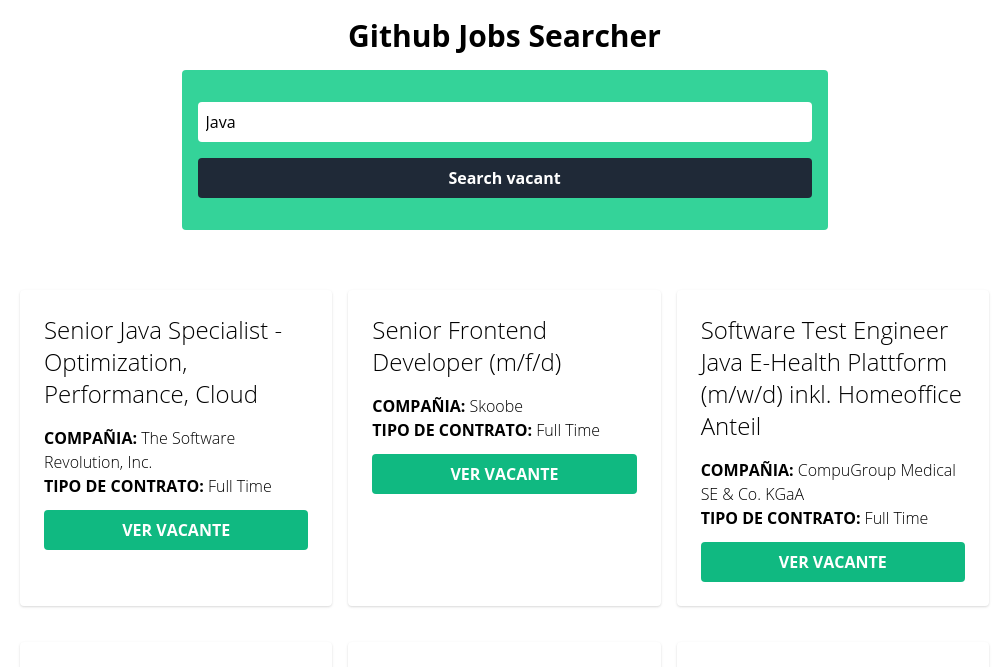 Github Jobs Searcher
Java
Search vacant
Senior Java Specialist -
Optimization,
Performance, Cloud
COMPAÑIA: The Software
Revolution, Inc.
TIPO DE CONTRATO: Full Time
VER VACANTE
Senior Frontend
Developer (m/f/d)
COMPAÑIA: Skoobe
TIPO DE CONTRATO: Full Time
VER VACANTE
Software Test Engineer
Java E-Health Plattform
(m/w/d) inkl. Homeoffice
Anteil
COMPAÑIA: CompuGroup Medical
SE & Co. KGaA
TIPO DE CONTRATO: Full Time
VER VACANTE